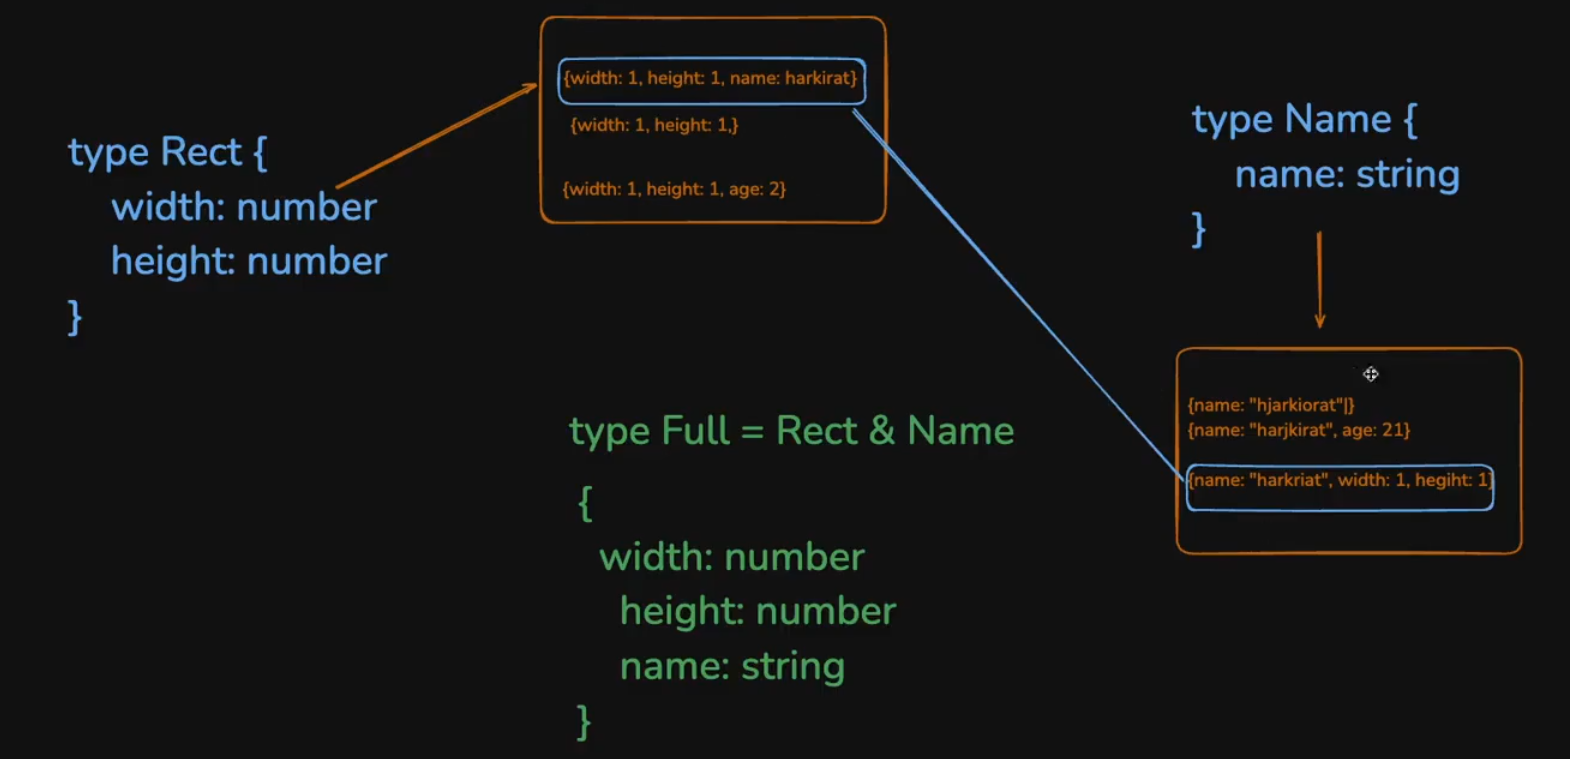 type Rect {
width: number
height: number
}
{width: 1, height: 1, name: harkirat}
{width: 1, height: 1,}
{width: 1, height: 1, age: 2}
type Name {
name: string
}
{name: "hjarkiorat"|}
{name: "harjkirat", age: 21}
{name: "harkriat", width: 1, hegiht: 1}
type Full = Rect & Name
{
width: number
height: number
name: string
}